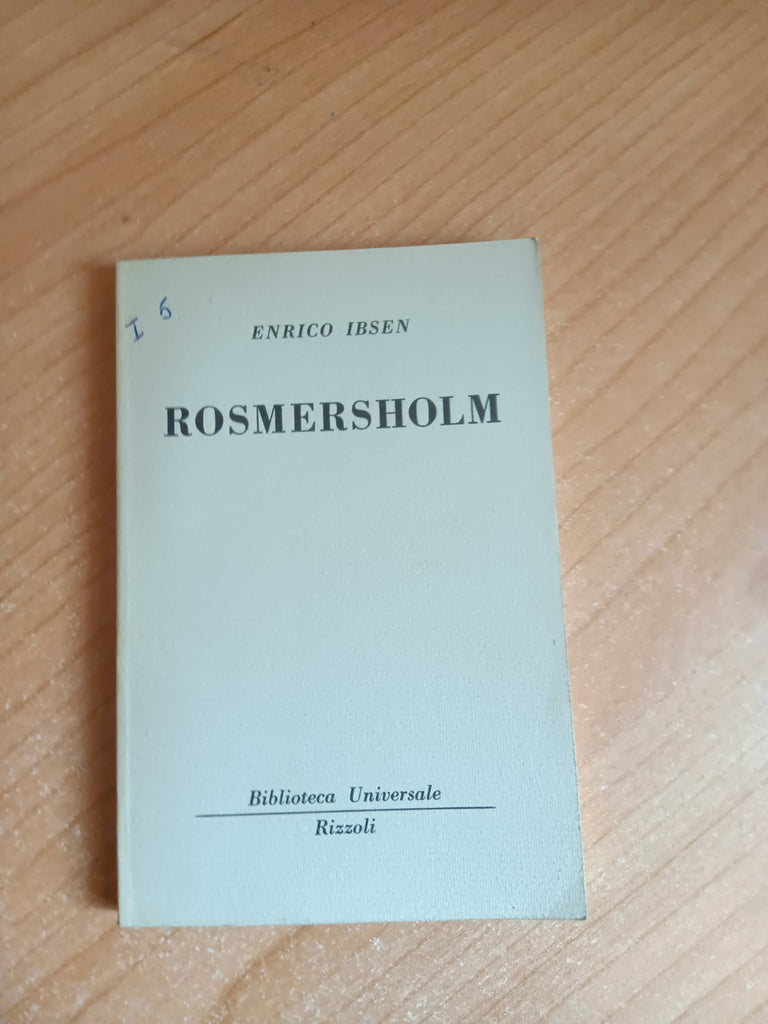 I 6
ENRICO IBSEN
ROSMERSHOLM
Biblioteca Universale
Rizzoli